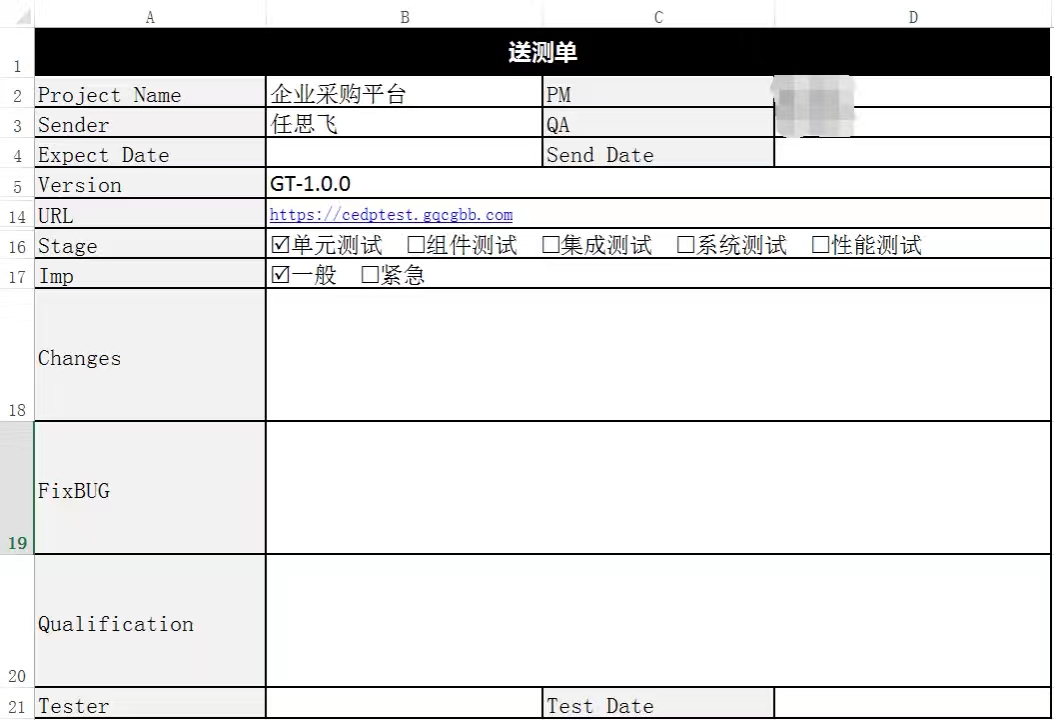 A B C D
1 送测单
2 Project Name 企业采购平台 PM
3 Sender 任思飞 QA
4 Expect Date Send Date
5 Version GT-1.0.0
14 URL https://cedptest.gqcgbb.com
16 Stage ☑单元测试 ☐组件测试 ☐集成测试 ☐系统测试 ☐性能测试
17 Imp ☑一般 ☐紧急
18 Changes
19 FixBUG
20 Qualification
21 Tester Test Date